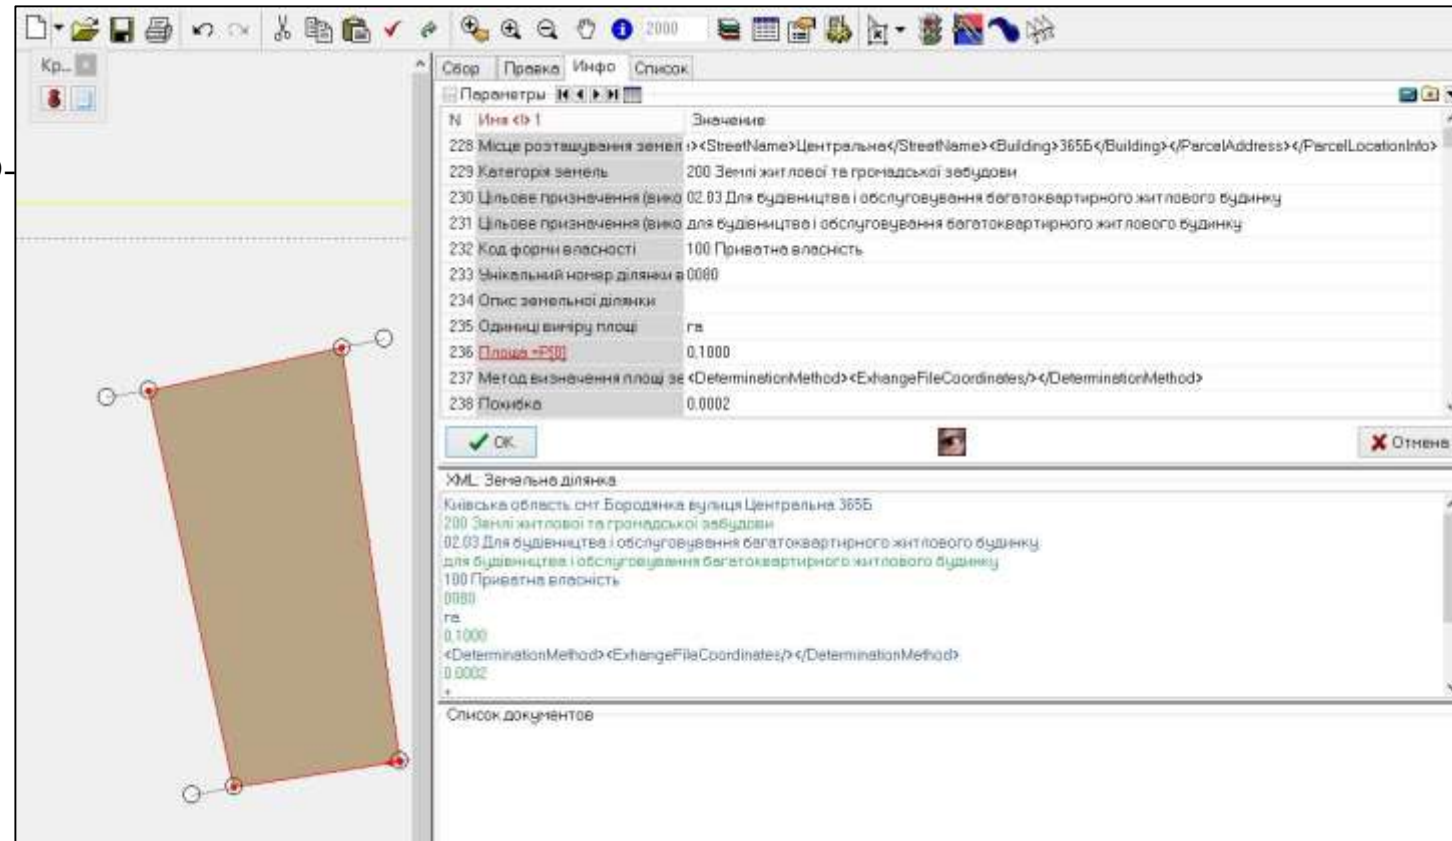 2000
Кр...
Сбор Правка Инфо Список
Параметры
N Имя <I> 1 Значение
228 Місце розташування земел ı><StreetName>Центральна</StreetName><Building>365Б</Building></ParcelAddress></ParcelLocationInfo>
229 Категорія земель 200 Землі житлової та громадської забудови
230 Цільове призначення (вико 02.03 Для будівництва і обслуговування багатоквартирного житлового будинку
231 Цільове призначення (вико для будівництва і обслуговування багатоквартирного житлового будинку
232 Код форми власності 100 Приватна власність
233 Унікальний номер ділянки в 0080
234 Опис земельної ділянки
235 Одиниці виміру площі га
236 Площа =P[0] 0,1000
237 Метод визначення площі зе <DeterminationMethod><ExhangeFileCoordinates/></DeterminationMethod>
238 Похибка 0.0002
OK Отмена
XML: Земельна ділянка
Київська область смт Бородянка вулиця Центральна 365Б
200 Землі житлової та громадської забудови
02.03 Для будівництва і обслуговування багатоквартирного житлового будинку
для будівництва і обслуговування багатоквартирного житлового будинку
100 Приватна власність
0080
га
0,1000
<DeterminationMethod><ExhangeFileCoordinates/></DeterminationMethod>
0.0002
+
Список документов